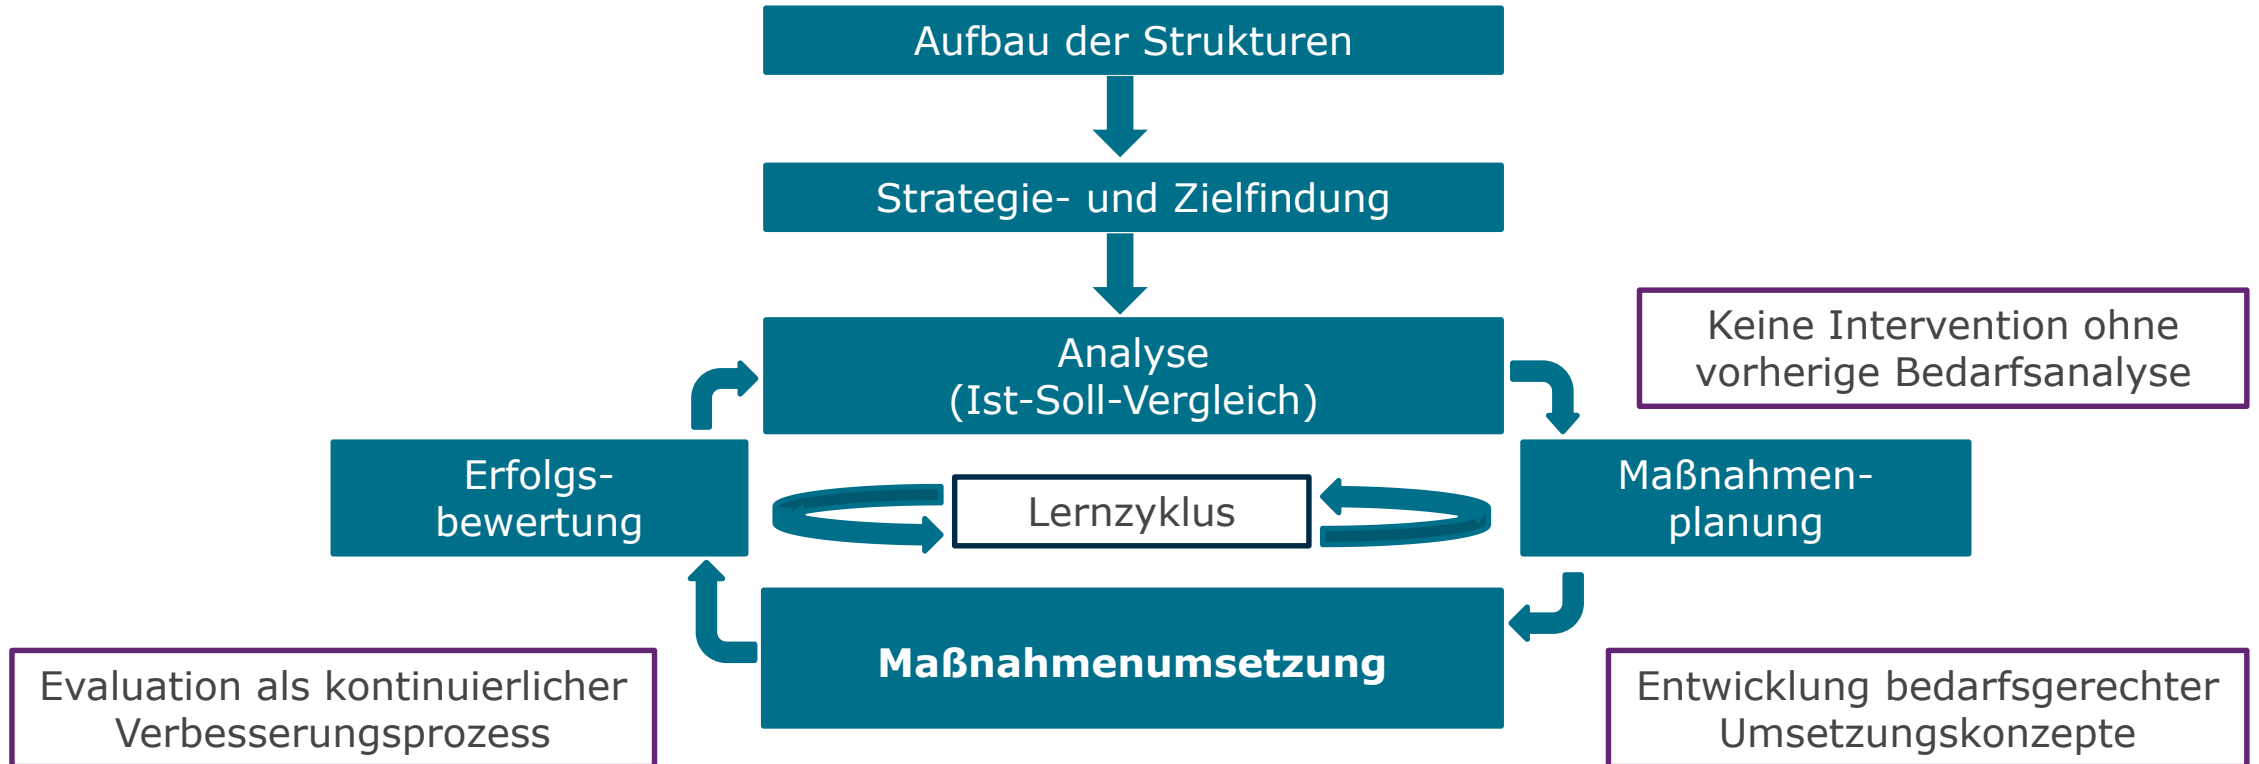 Aufbau der Strukturen
Strategie- und Zielfindung
Analyse
(Ist-Soll-Vergleich)
Keine Intervention ohne
vorherige Bedarfsanalyse
Erfolgs-
bewertung
Lernzyklus
Maßnahmen-
planung
Maßnahmenumsetzung
Evaluation als kontinuierlicher
Verbesserungsprozess
Entwicklung bedarfsgerechter
Umsetzungskonzepte